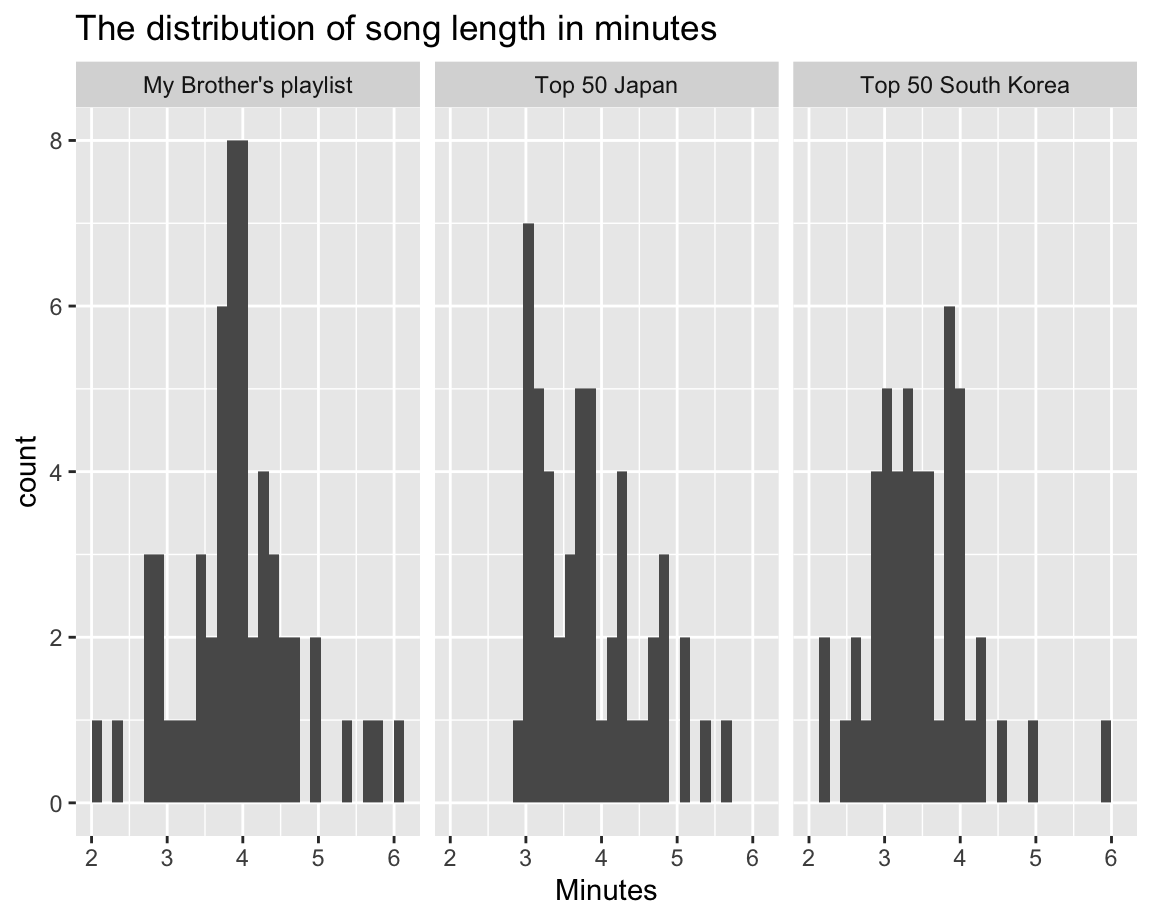 The distribution of song length in minutes
My Brother's playlist
Top 50 Japan
Top 50 South Korea
8
6
4
2
0
count
2 3 4 5 6
2 3 4 5 6
2 3 4 5 6
Minutes